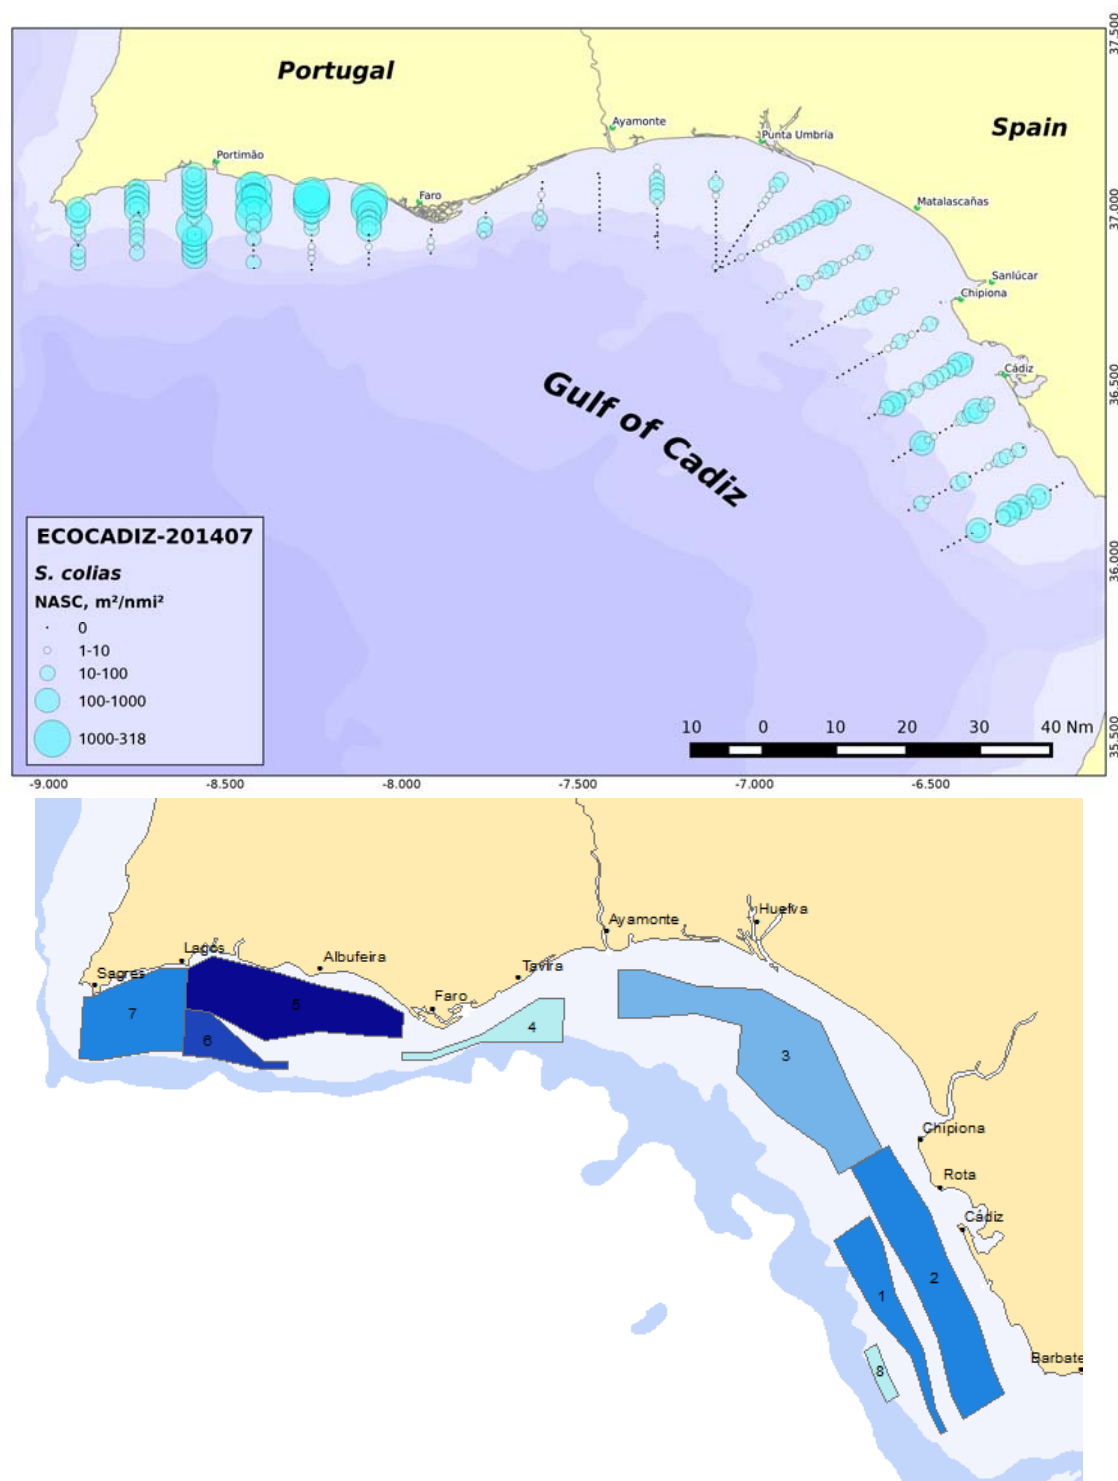 Portugal
Spain
Ayamonte
Punta Umbría
Portimão
Faro
Matalascañas
Sanlúcar
Chipiona
Cádiz
Gulf of Cadiz
37.500
37.000
36.500
36.000
35.500
ECOCADIZ-201407
S. colias
NASC, m²/nmi²
0
1-10
10-100
100-1000
1000-318
10 0 10 20 30 40 Nm
-9.000 -8.500 -8.000 -7.500 -7.000 -6.500
Huelva
Ayamonte
Lagos
Albufeira
Sagres
Tavira
Faro
7
5
6
4
3
Chipiona
Rota
Cádiz
2
1
Barbate
8